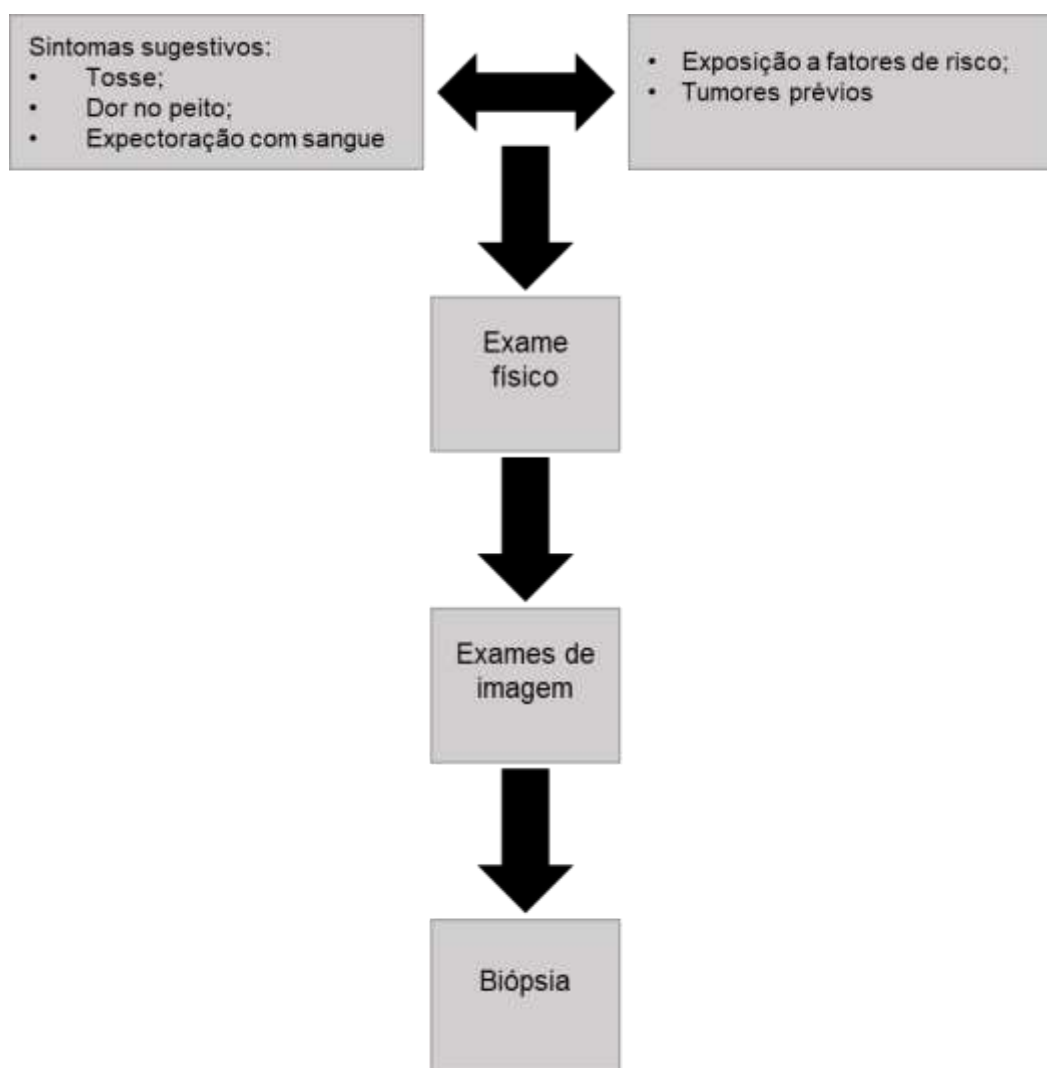 Sintomas sugestivos:
• Tosse;
• Dor no peito;
• Expectoração com sangue
• Exposição a fatores de risco;
• Tumores prévios
Exame
físico
Exames de
imagem
Biópsia